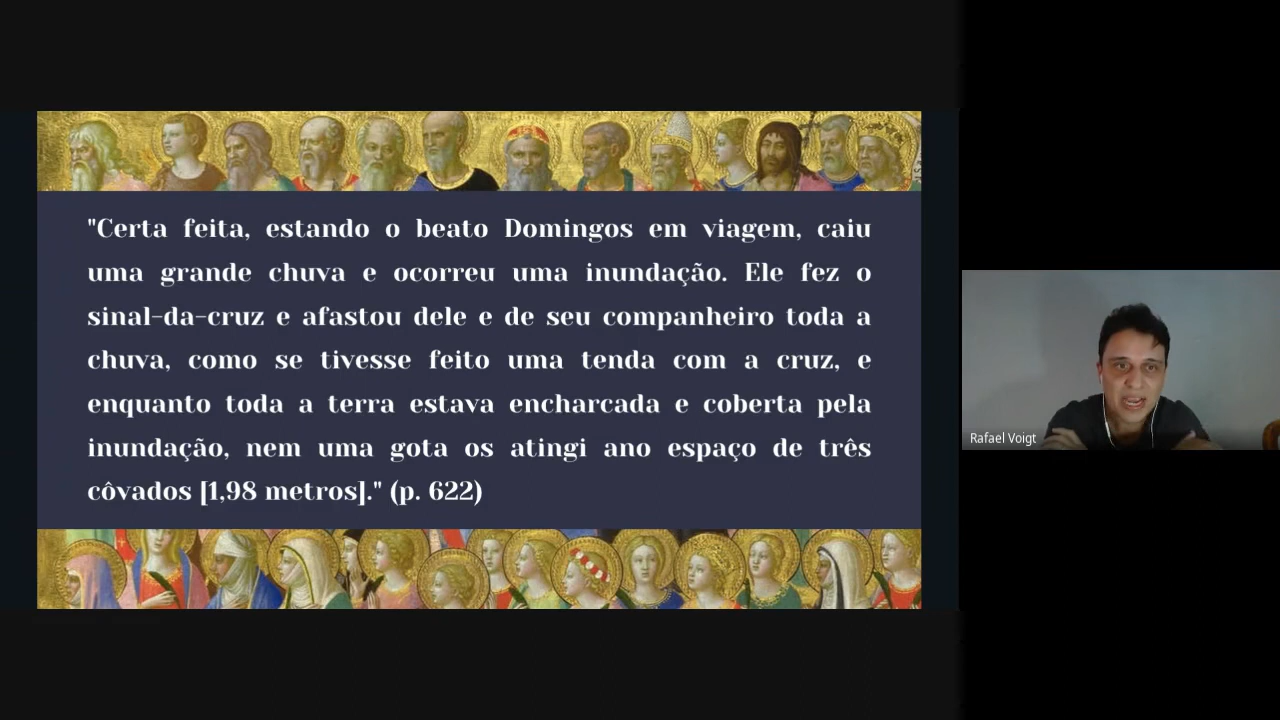 "Certa feita, estando o beato Domingos em viagem, caiu
uma grande chuva e ocorreu uma inundação. Ele fez o
sinal-da-cruz e afastou dele e de seu companheiro toda a
chuva, como se tivesse feito uma tenda com a cruz, e
enquanto toda a terra estava encharcada e coberta pela
inundação, nem uma gota os atingi ano espaço de três
côvados [1,98 metros]." (p. 622)
Rafael Voigt